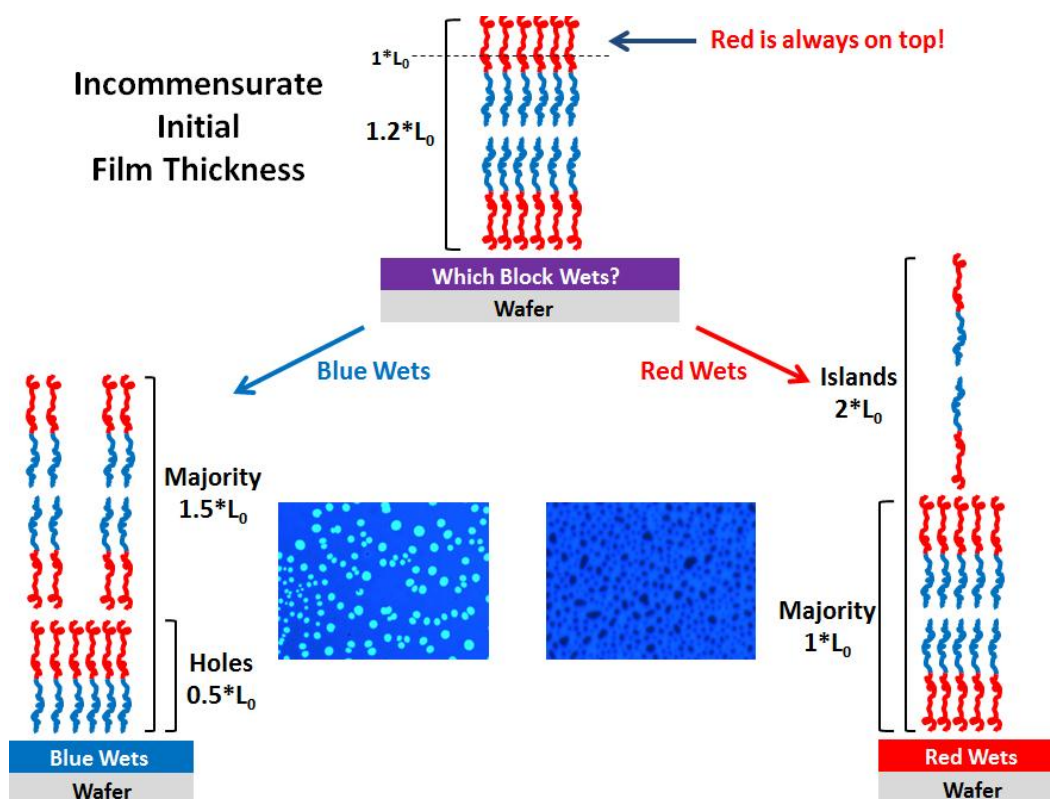 Incommensurate
Initial
Film Thickness
1*L₀
Red is always on top!
1.2*L₀
Which Block Wets?
Wafer
Blue Wets
Red Wets
Islands
2*L₀
Majority
1.5*L₀
Holes
0.5*L₀
Majority
1*L₀
Blue Wets
Wafer
Red Wets
Wafer